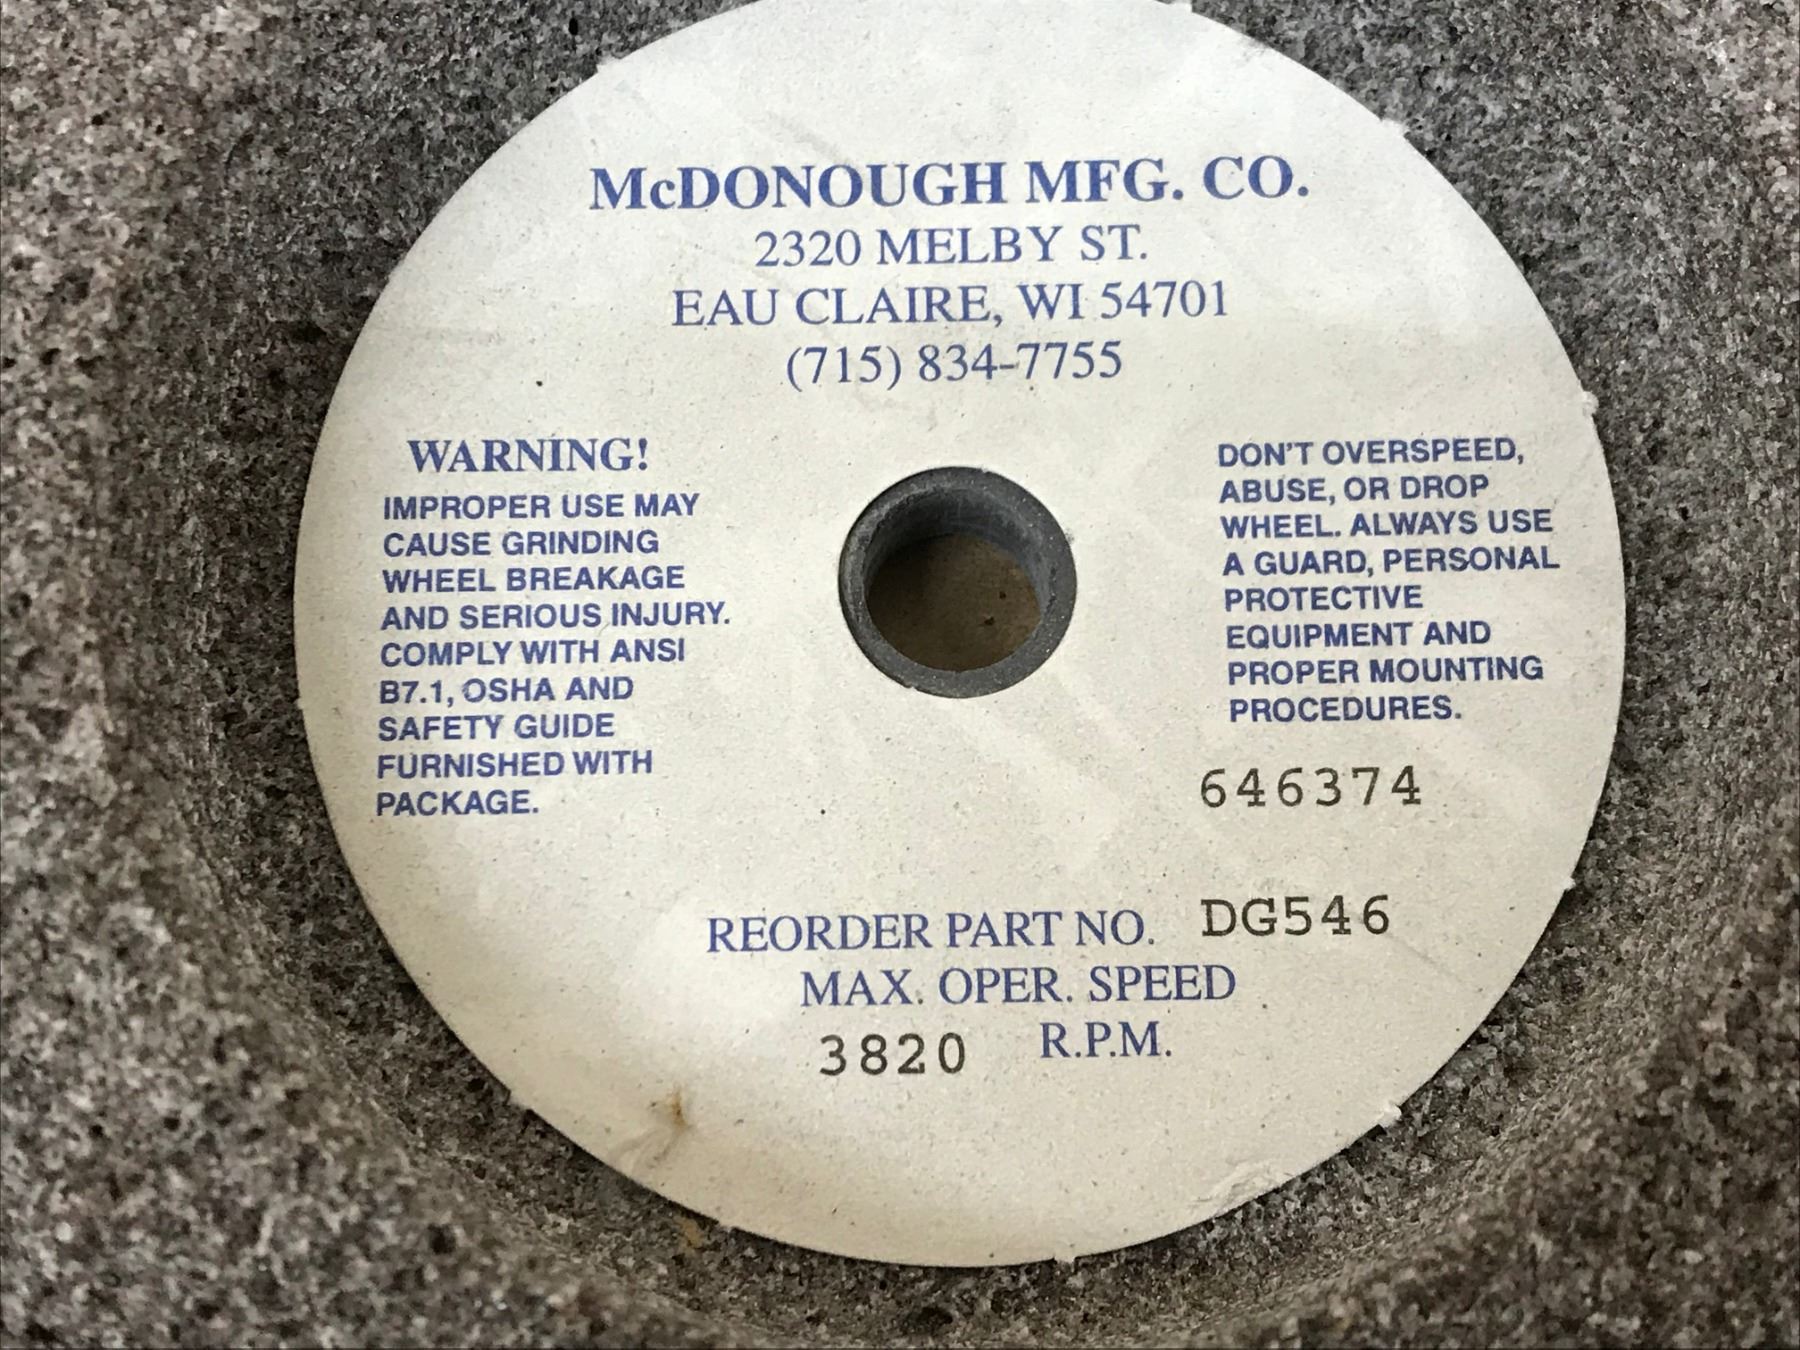 McDONOUGH MFG. CO.
2320 MELBY ST.
EAU CLAIRE, WI 54701
(715) 834-7755
WARNING!
IMPROPER USE MAY
CAUSE GRINDING
WHEEL BREAKAGE
AND SERIOUS INJURY.
COMPLY WITH ANSI
B7.1, OSHA AND
SAFETY GUIDE
FURNISHED WITH
PACKAGE.
DON'T OVERSPEED,
ABUSE, OR DROP
WHEEL. ALWAYS USE
A GUARD, PERSONAL
PROTECTIVE
EQUIPMENT AND
PROPER MOUNTING
PROCEDURES.
646374
REORDER PART NO. DG546
MAX. OPER. SPEED
3820 R.P.M.